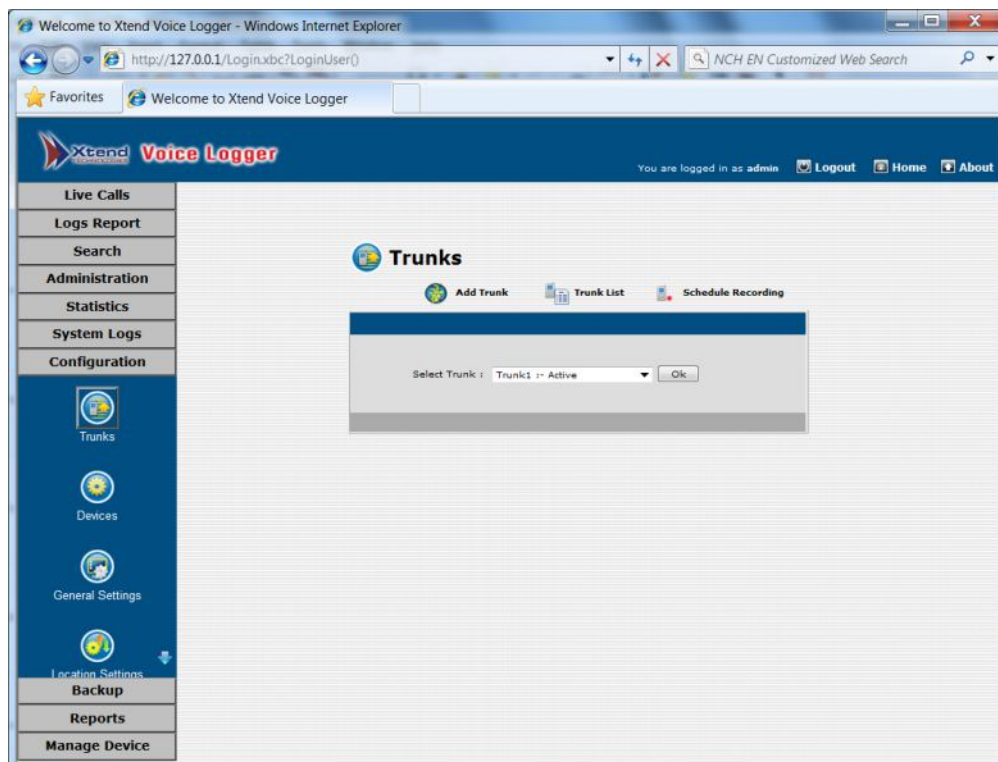 Welcome to Xtend Voice Logger - Windows Internet Explorer
http://127.0.0.1/Login.xbc?LoginUser()
NCH EN Customized Web Search
Favorites
Welcome to Xtend Voice Logger
Xtend Voice Logger
TECHNOLOGIES
You are logged in as admin Logout Home About
Live Calls
Logs Report
Search
Administration
Statistics
System Logs
Configuration
Trunks
Devices
General Settings
Location Settings
Backup
Reports
Manage Device
Trunks
Add Trunk Trunk List Schedule Recording
Select Trunk : Trunk1 :- Active Ok